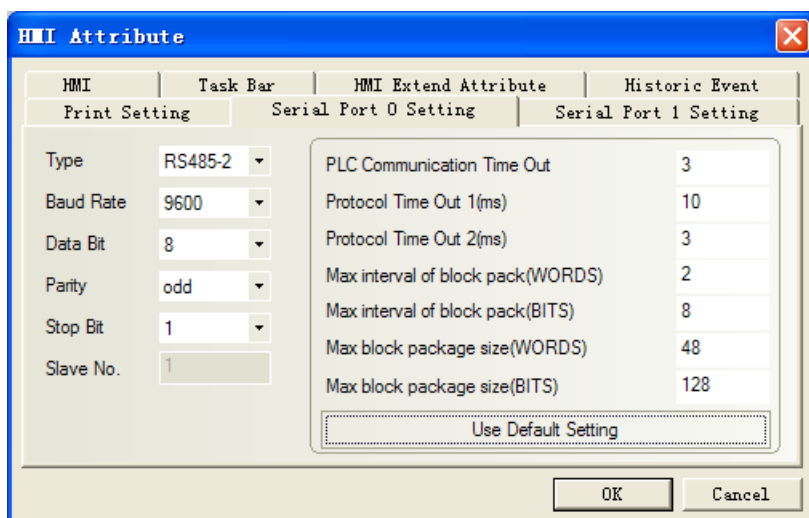 HMI Attribute
HMI Task Bar HMI Extend Attribute Historic Event
Print Setting Serial Port 0 Setting Serial Port 1 Setting
Type RS485-2
Baud Rate 9600
Data Bit 8
Parity odd
Stop Bit 1
Slave No. 1
PLC Communication Time Out 3
Protocol Time Out 1(ms) 10
Protocol Time Out 2(ms) 3
Max interval of block pack(WORDS) 2
Max interval of block pack(BITS) 8
Max block package size(WORDS) 48
Max block package size(BITS) 128
Use Default Setting
OK Cancel